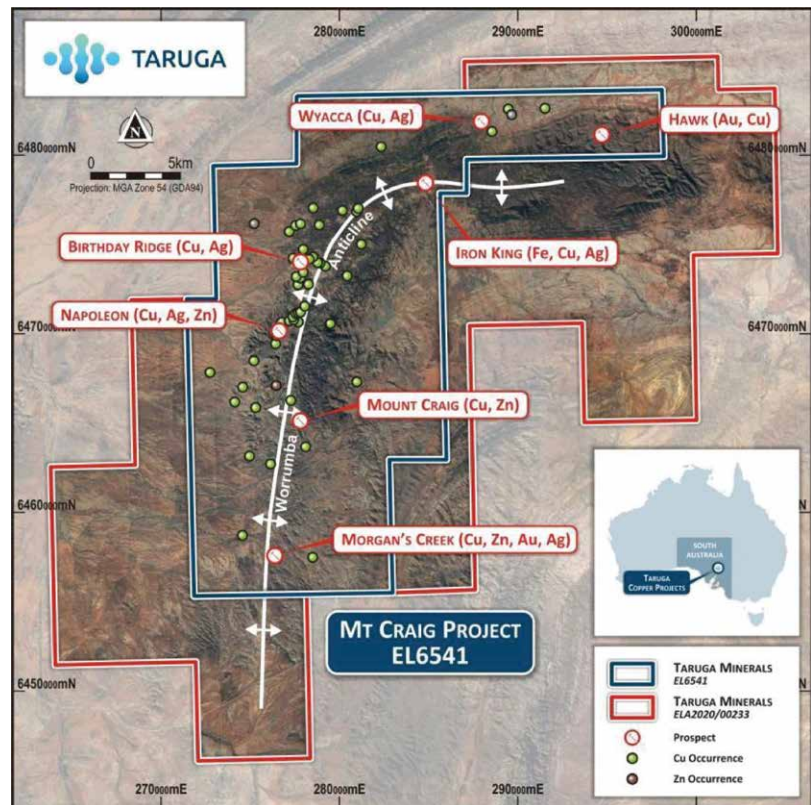 280000mE
290000mE
300000mE
TARUGA
N
0 5km
Projection: MGA Zone 54 (GDA94)
WYACCA (CU, AG)
HAWK (AU, CU)
6480000mN
6480000mN
BIRTHDAY RIDGE (CU, AG)
Anticline
IRON KING (FE, CU, AG)
NAPOLEON (CU, AG, ZN)
6470000mN
6470000mN
MOUNT CRAIG (CU, ZN)
Worrumba
6460000mN
MORGAN'S CREEK (CU, ZN, AU, AG)
SOUTH
AUSTRALIA
TARUGA
COPPER PROJECTS
MT CRAIG PROJECT
EL6541
6450000mN
TARUGA MINERALS
EL6541
TARUGA MINERALS
ELA2020/00233
Prospect
Cu Occurrence
Zn Occurrence
270000mE
280000mE
290000mE